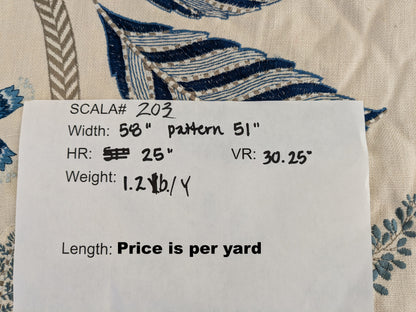 SCALA# 203
Width: 58" pattern 51"
HR: 25" VR: 30.25"
Weight: 1.2 lb./Y
Length: Price is per yard